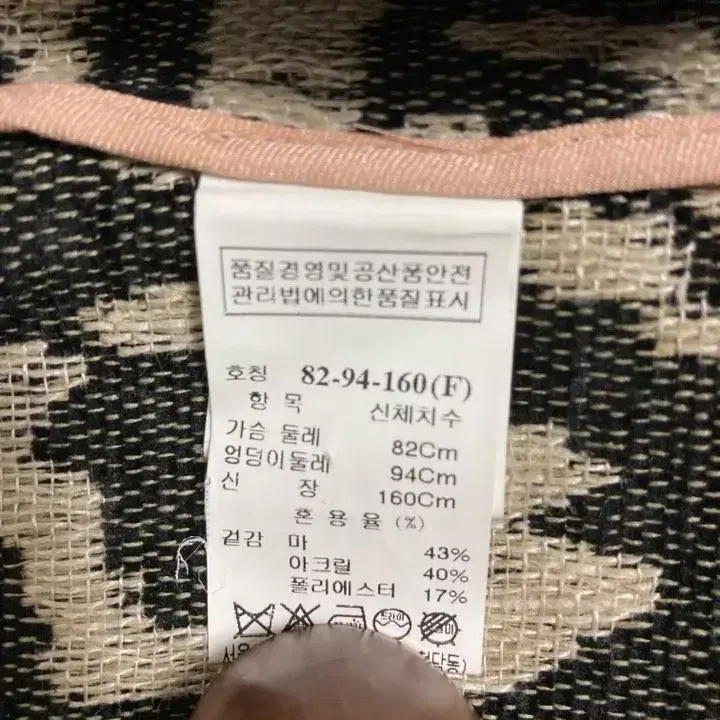 품질경영및공산품안전
관리법에의한품질표시
호칭 82-94-160(F)
항 목 신체치수
가슴 둘레 82Cm
엉덩이둘레 94Cm
신 장 160Cm
혼 용 율 (%)
겉감 마 43%
아크릴 40%
폴리에스터 17%
드라이